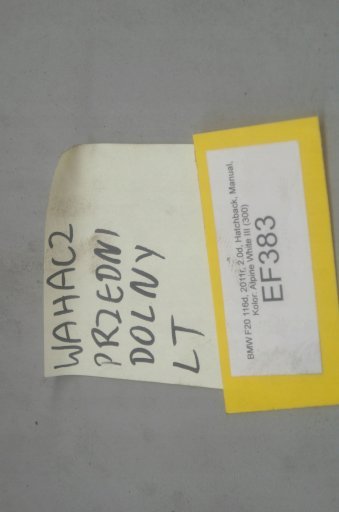 WAHACZ
PRZEDNI
DOLNY
LT
BMW F20 116d, 2011r, 2.0d, Hatchback, Manual,
Kolor: Alpine White III (300)
EF383